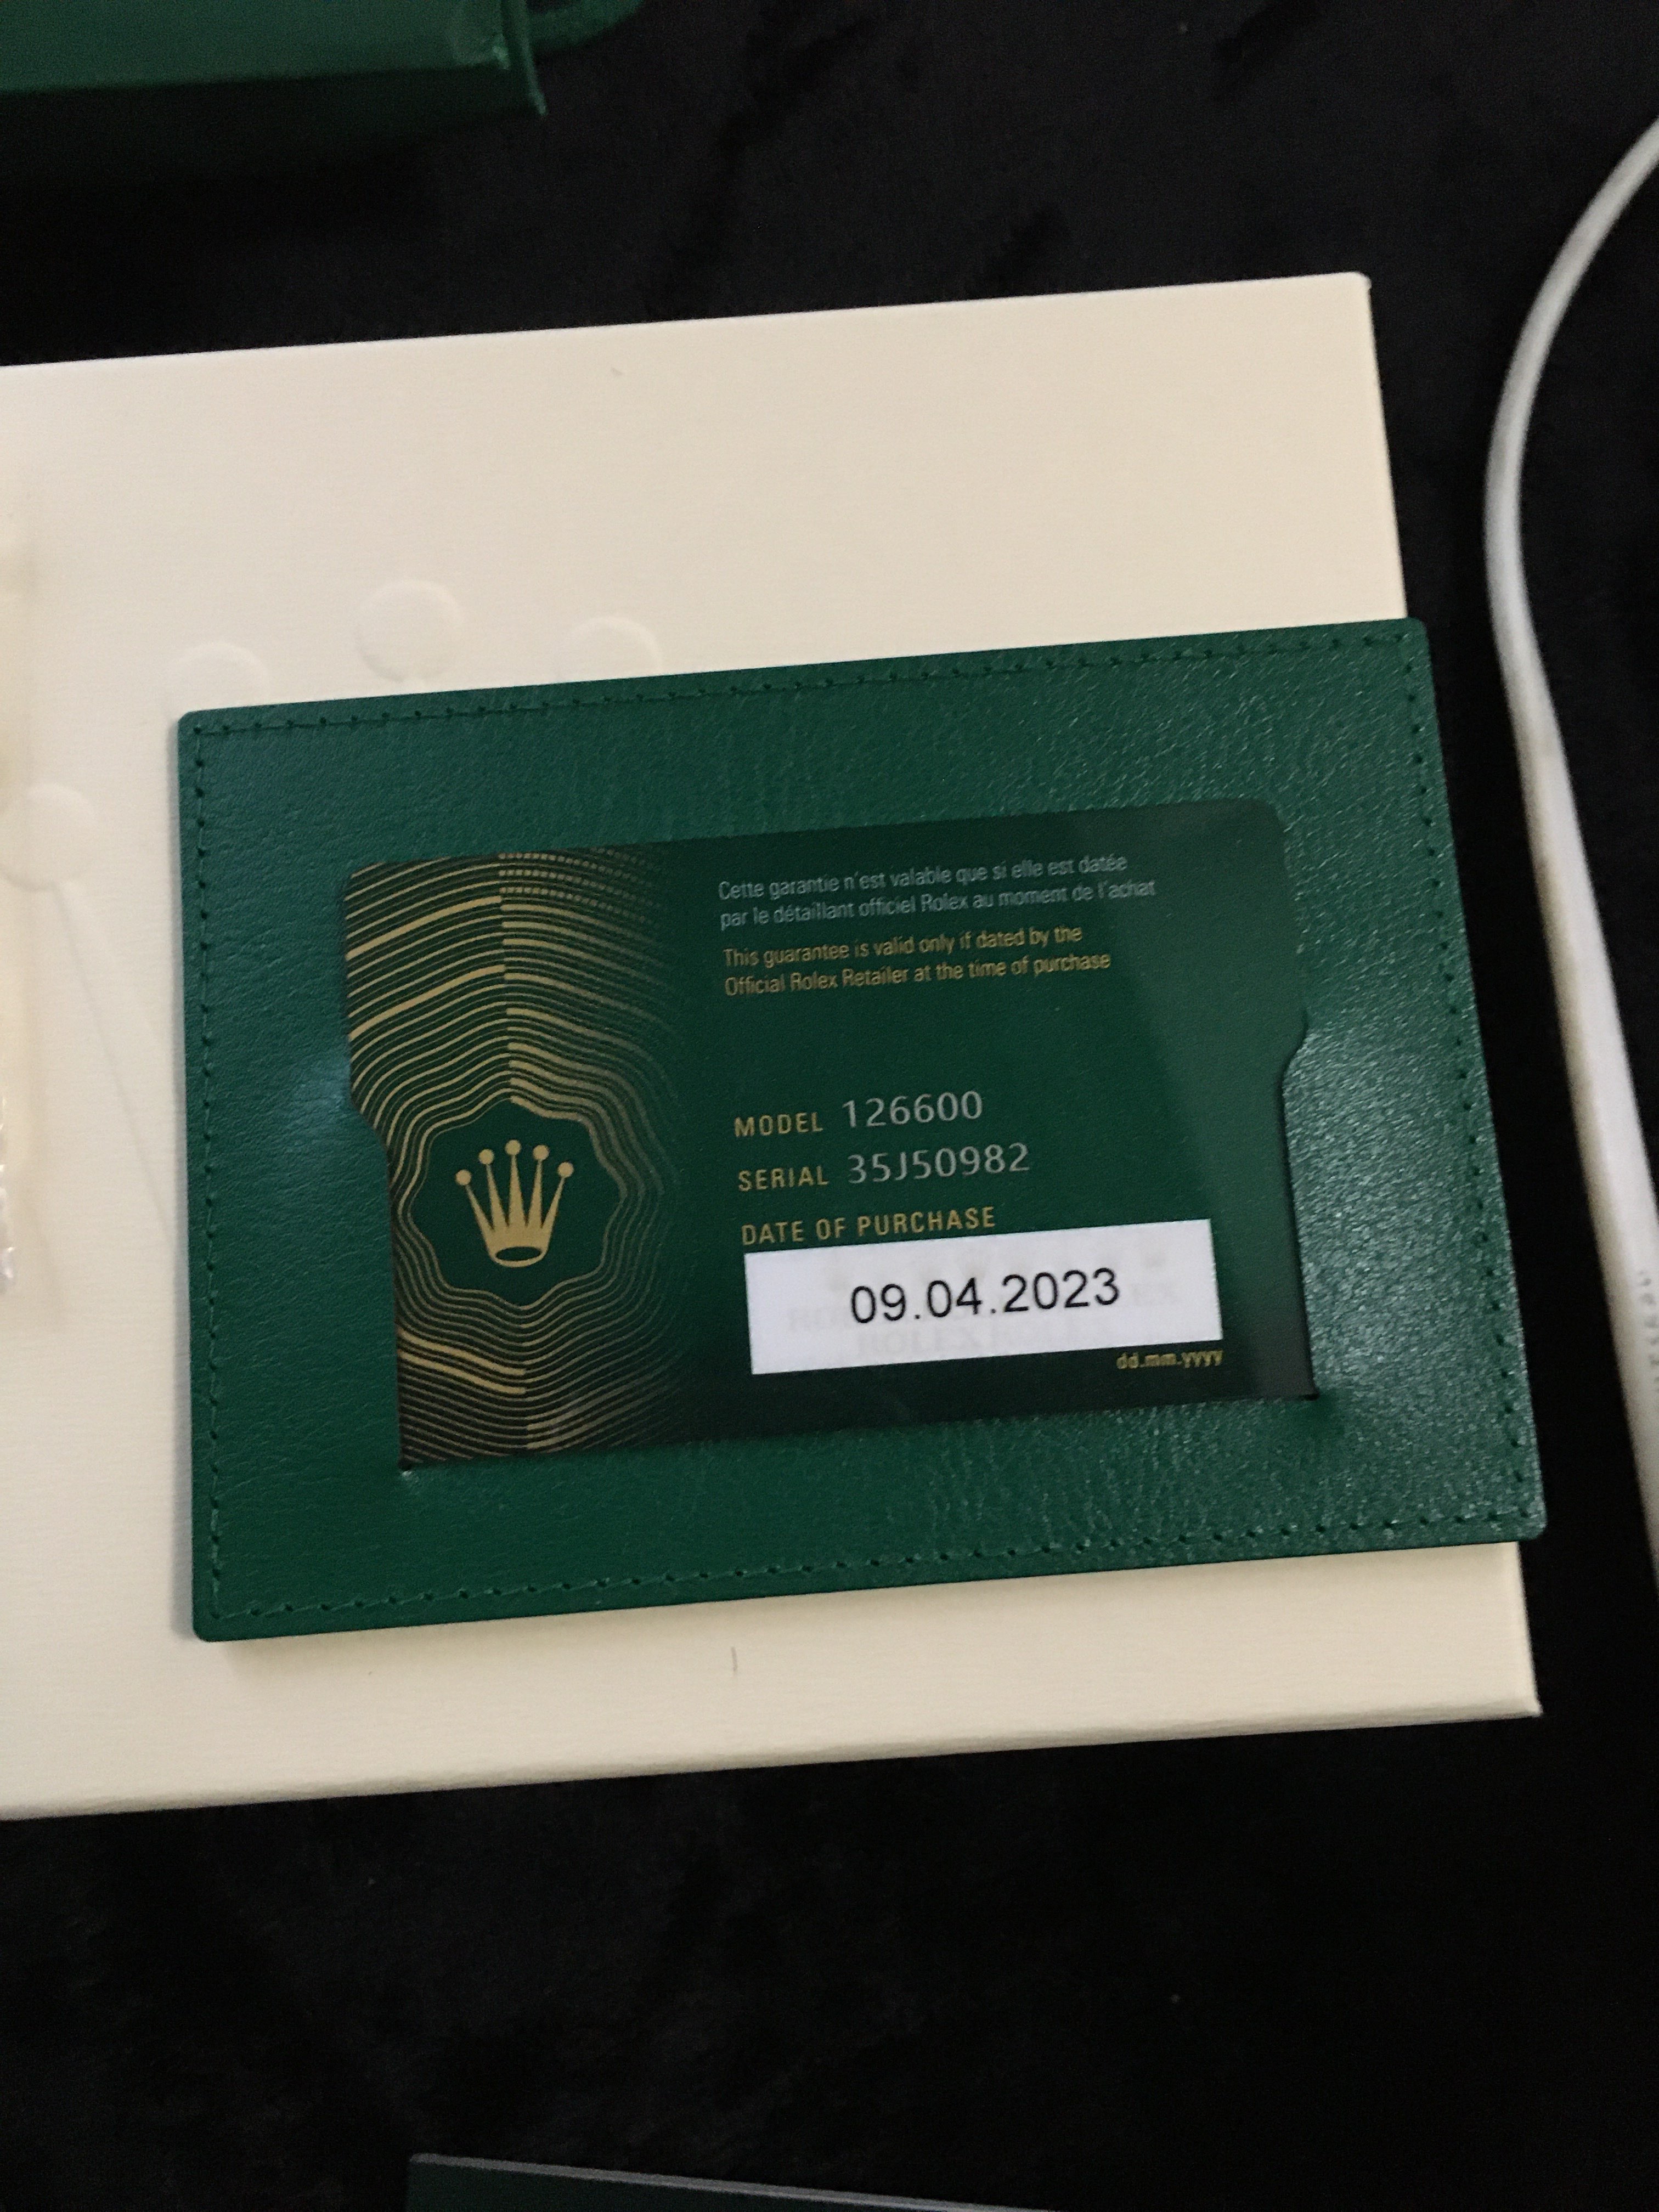 Cette garantie n'est valable que si elle est datée
par le détaillant officiel Rolex au moment de l'achat
This guarantee is valid only if dated by the
Official Rolex Retailer at the time of purchase
MODEL 126600
SERIAL 35J50982
DATE OF PURCHASE
09.04.2023
dd.mm.yyyy